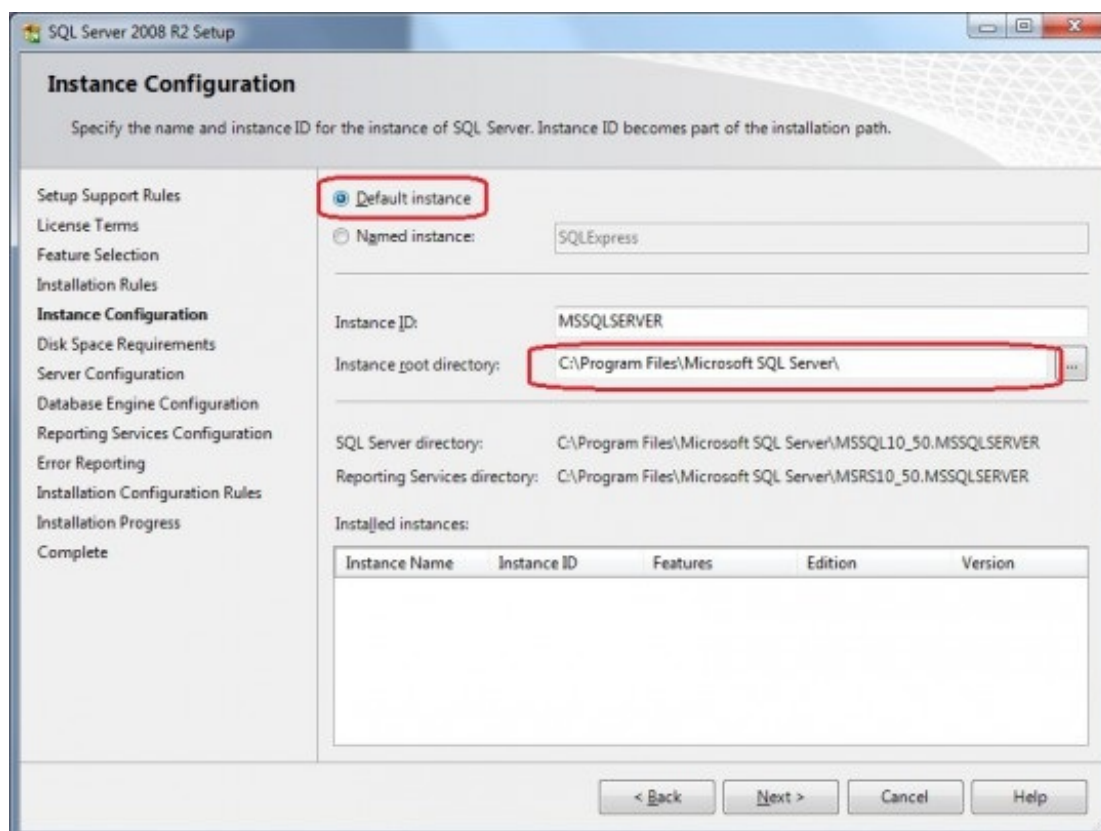 SQL Server 2008 R2 Setup
Instance Configuration
Specify the name and instance ID for the instance of SQL Server. Instance ID becomes part of the installation path.
Setup Support Rules
License Terms
Feature Selection
Installation Rules
Instance Configuration
Disk Space Requirements
Server Configuration
Database Engine Configuration
Reporting Services Configuration
Error Reporting
Installation Configuration Rules
Installation Progress
Complete
Default instance
Named instance: SQLExpress
Instance ID: MSSQLSERVER
Instance root directory: C:\Program Files\Microsoft SQL Server\ ...
SQL Server directory: C:\Program Files\Microsoft SQL Server\MSSQL10_50.MSSQLSERVER
Reporting Services directory: C:\Program Files\Microsoft SQL Server\MSRS10_50.MSSQLSERVER
Installed instances:
Instance Name Instance ID Features Edition Version
< Back Next > Cancel Help